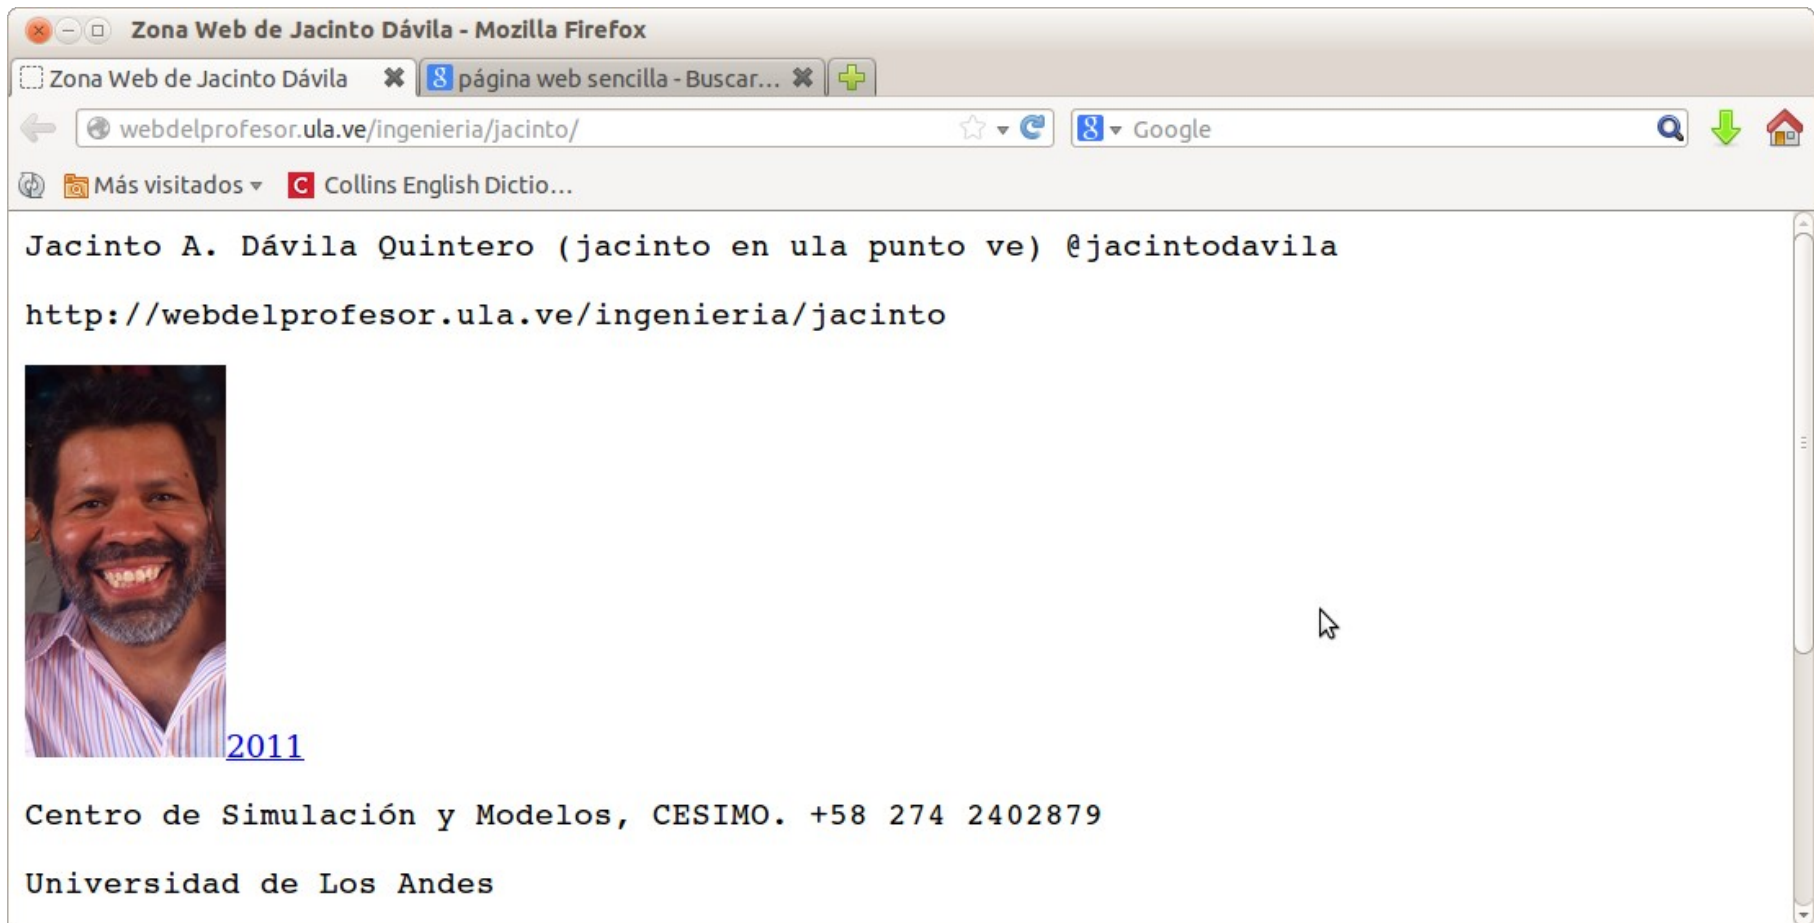 Zona Web de Jacinto Dávila - Mozilla Firefox
Zona Web de Jacinto Dávila
8 página web sencilla - Buscar...
webdelprofesor.ula.ve/ingenieria/jacinto/
8 Google
Más visitados
C Collins English Dictio...
Jacinto A. Dávila Quintero (jacinto en ula punto ve) @jacintodavila
http://webdelprofesor.ula.ve/ingenieria/jacinto
2011
Centro de Simulación y Modelos, CESIMO. +58 274 2402879
Universidad de Los Andes